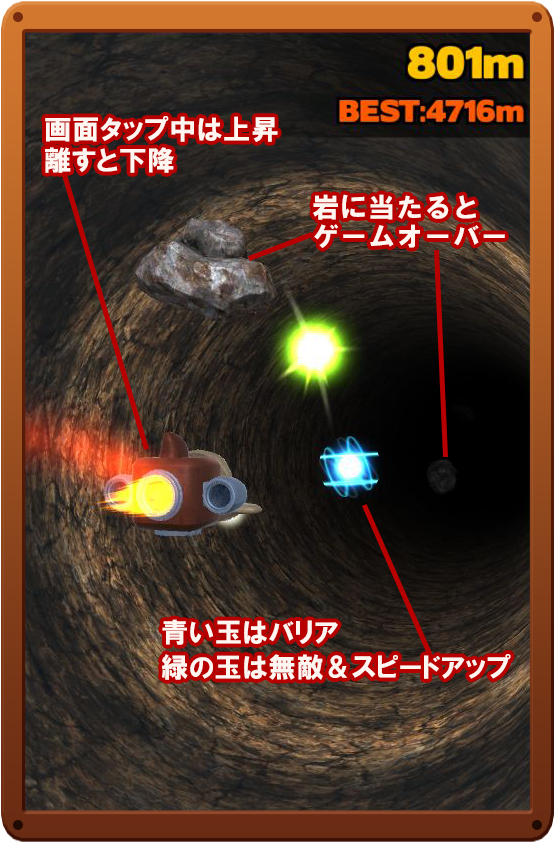 801m
BEST:4716m
画面タップ中は上昇
離すと下降
岩に当たると
ゲームオーバー
青い玉はバリア
緑の玉は無敵＆スピードアップ